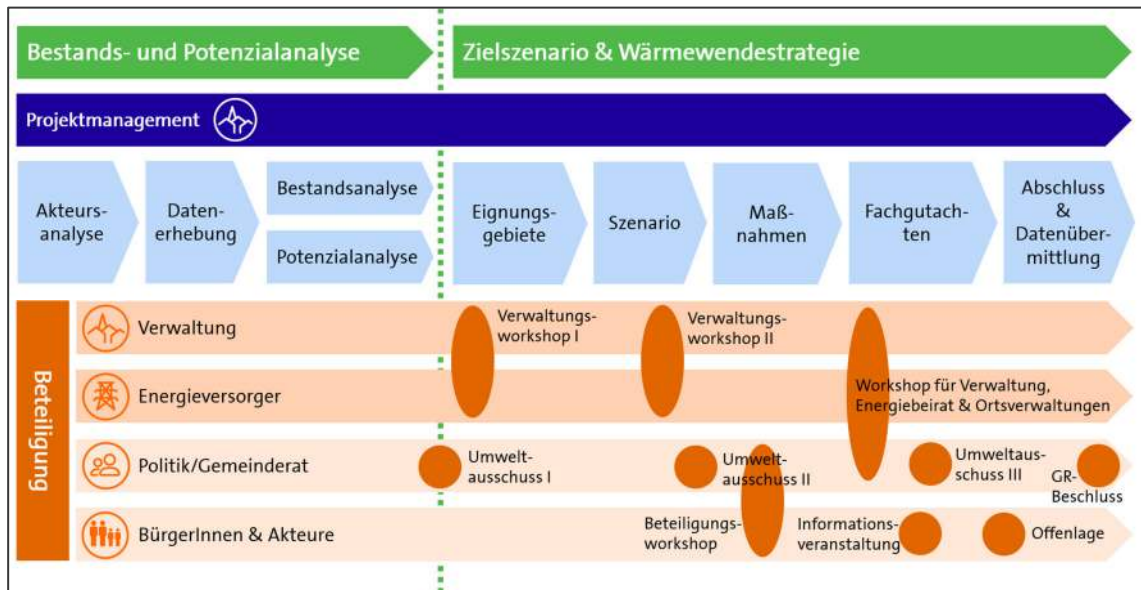 Bestands- und Potenzialanalyse
Zielszenario & Wärmewendestrategie
Projektmanagement
Akteurs-
analyse
Daten-
erhebung
Bestandsanalyse
Potenzialanalyse
Eignungs-
gebiete
Szenario
Maß-
nahmen
Fachgutach-
ten
Abschluss
&
Datenüber-
mittlung
Beteiligung
Verwaltung
Verwaltungs-
workshop I
Verwaltungs-
workshop II
Energieversorger
Workshop für Verwaltung,
Energiebeirat & Ortsverwaltungen
Politik/Gemeinderat
Umwelt-
ausschuss I
Umwelt-
ausschuss II
Umweltaus-
schuss III
GR-
Beschluss
BürgerInnen & Akteure
Beteiligungs-
workshop
Informations-
veranstaltung
Offenlage